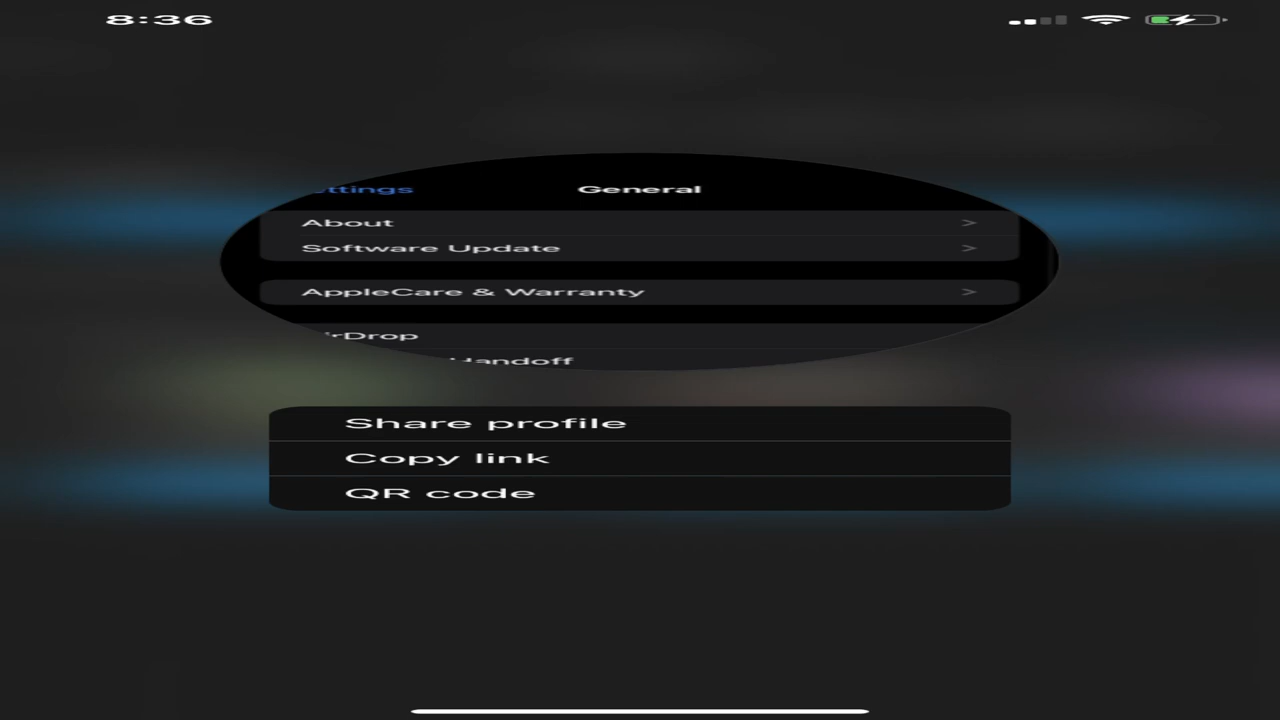 8:36
General
About
Software Update
AppleCare & Warranty
Share profile
Copy link
QR code